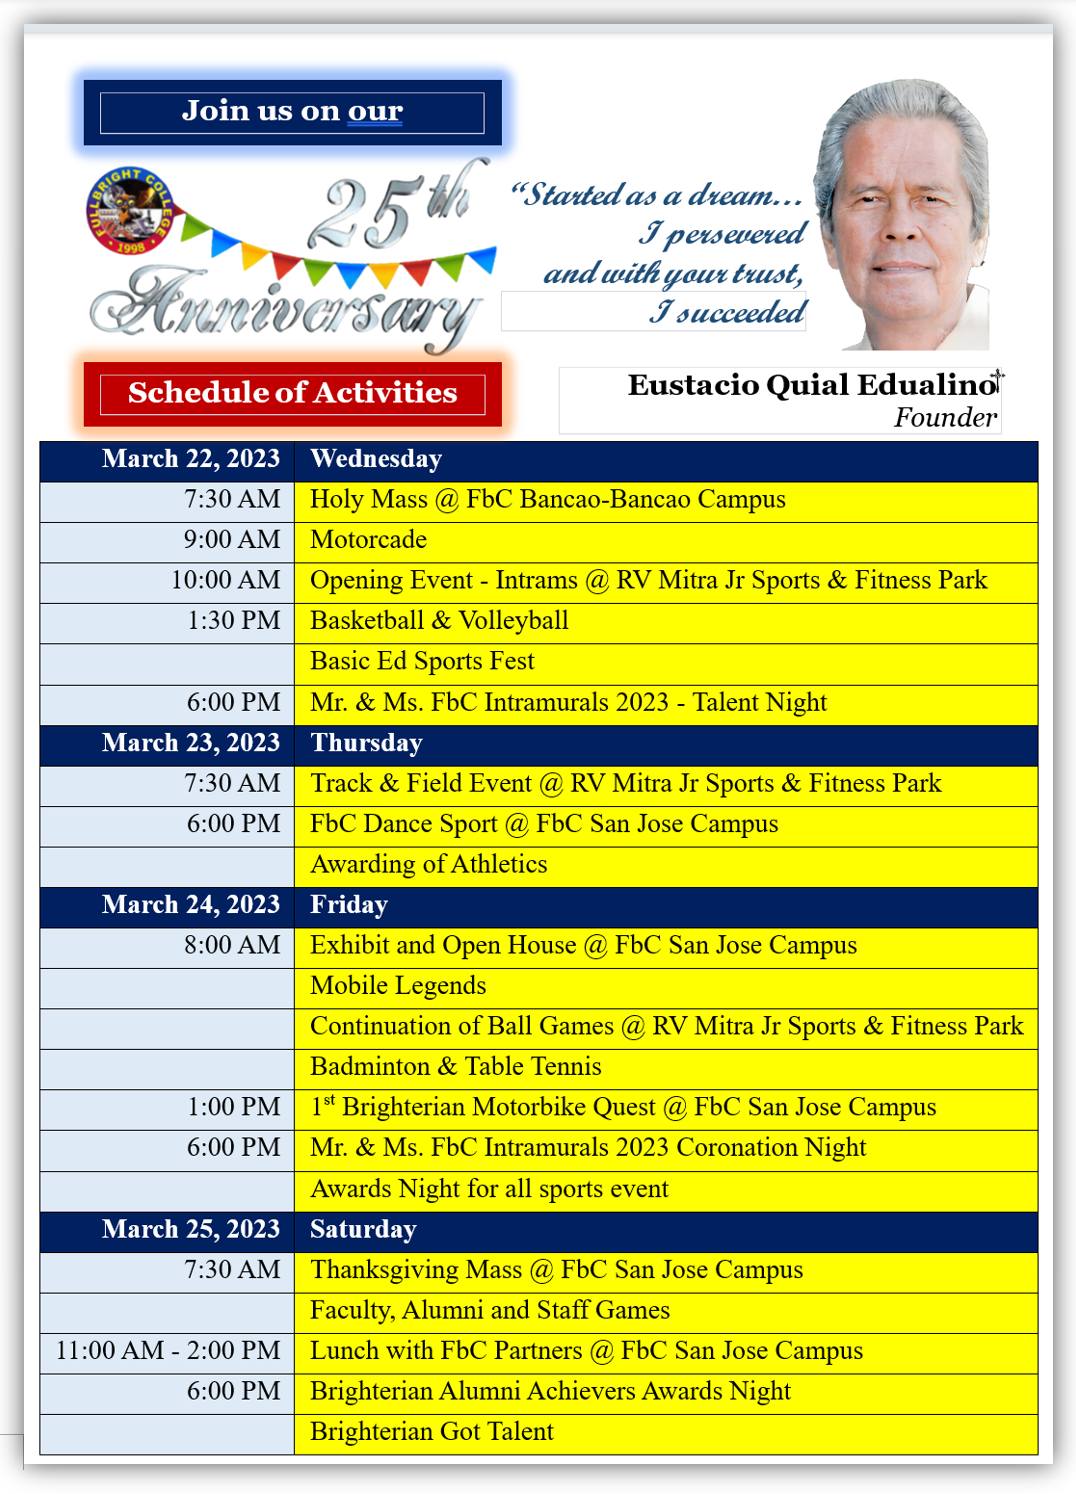 Join us on our
FULLBRIGHT COLLEGE
• 1998 •
25th
Anniversary
“Started as a dream...
I persevered
and with your trust,
I succeeded
Schedule of Activities
Eustacio Quial Edualino
Founder
March 22, 2023 Wednesday
7:30 AM Holy Mass @ FbC Bancao-Bancao Campus
9:00 AM Motorcade
10:00 AM Opening Event - Intrams @ RV Mitra Jr Sports & Fitness Park
1:30 PM Basketball & Volleyball
Basic Ed Sports Fest
6:00 PM Mr. & Ms. FbC Intramurals 2023 - Talent Night
March 23, 2023 Thursday
7:30 AM Track & Field Event @ RV Mitra Jr Sports & Fitness Park
6:00 PM FbC Dance Sport @ FbC San Jose Campus
Awarding of Athletics
March 24, 2023 Friday
8:00 AM Exhibit and Open House @ FbC San Jose Campus
Mobile Legends
Continuation of Ball Games @ RV Mitra Jr Sports & Fitness Park
Badminton & Table Tennis
1:00 PM 1st Brighterian Motorbike Quest @ FbC San Jose Campus
6:00 PM Mr. & Ms. FbC Intramurals 2023 Coronation Night
Awards Night for all sports event
March 25, 2023 Saturday
7:30 AM Thanksgiving Mass @ FbC San Jose Campus
Faculty, Alumni and Staff Games
11:00 AM - 2:00 PM Lunch with FbC Partners @ FbC San Jose Campus
6:00 PM Brighterian Alumni Achievers Awards Night
Brighterian Got Talent